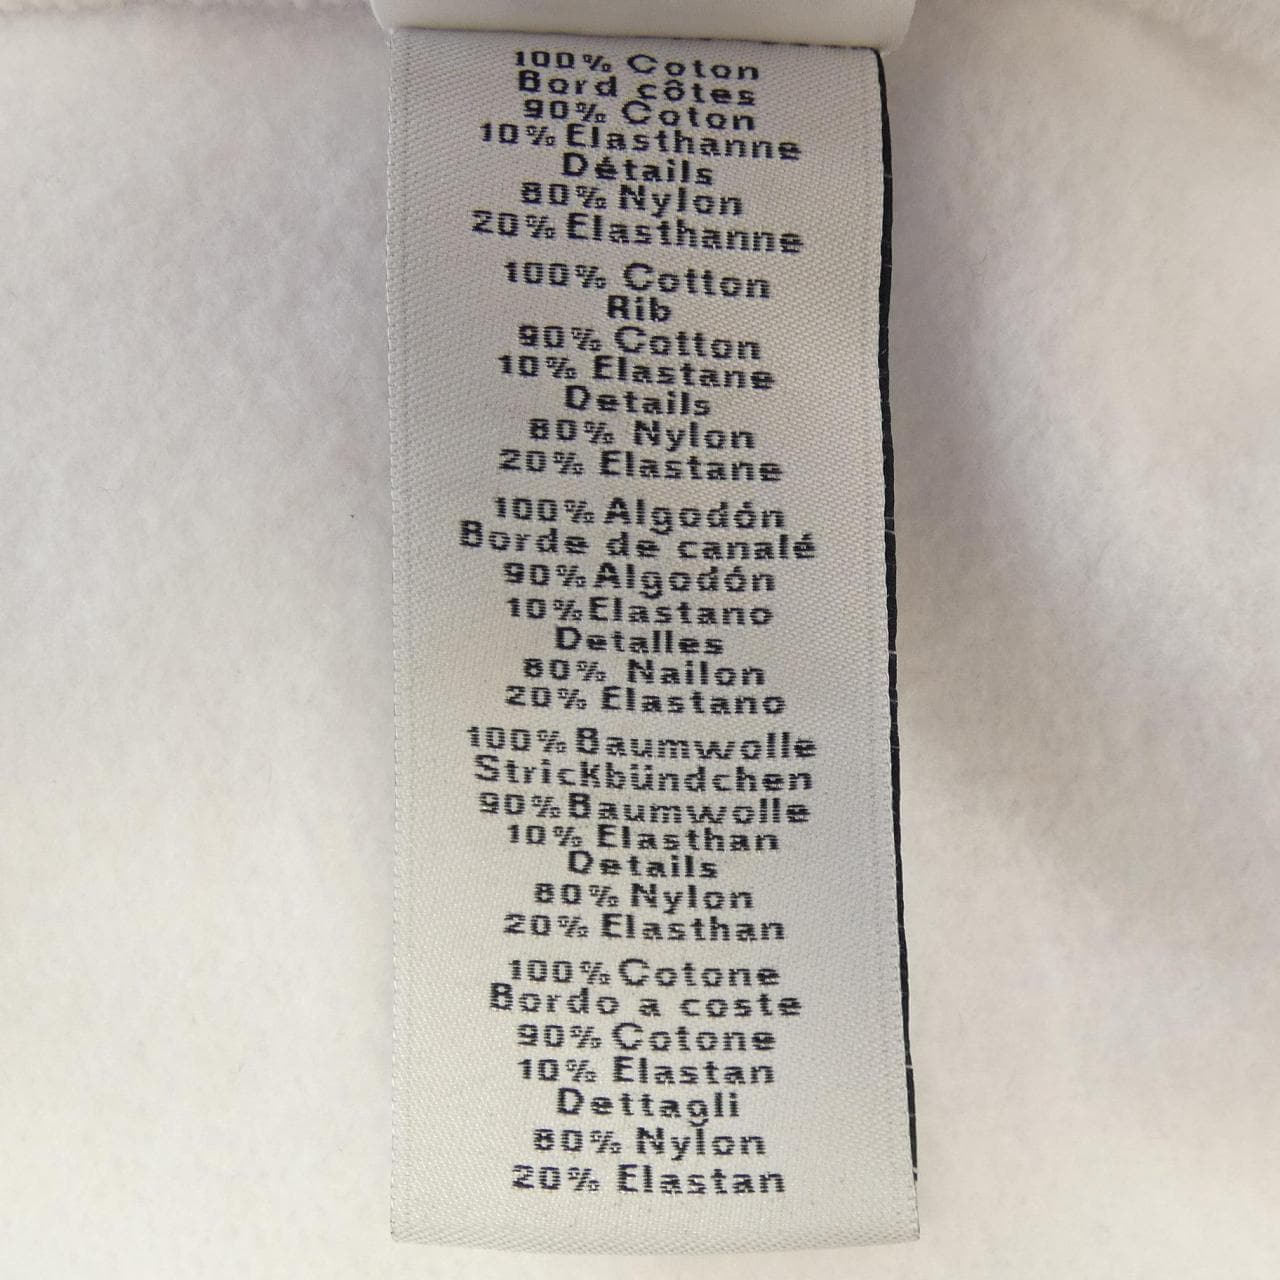 100% Coton
Bord côtes
90% Coton
10% Elasthanne
Détails
80% Nylon
20% Elasthanne
100% Cotton
Rib
90% Cotton
10% Elastane
Details
80% Nylon
20% Elastane
100% Algodón
Borde de canalé
90% Algodón
10% Elastano
Detalles
80% Nailon
20% Elastano
100% Baumwolle
Strickbündchen
90% Baumwolle
10% Elasthan
Details
80% Nylon
20% Elasthan
100% Cotone
Bordo a coste
90% Cotone
10% Elastan
Dettagli
80% Nylon
20% Elastan